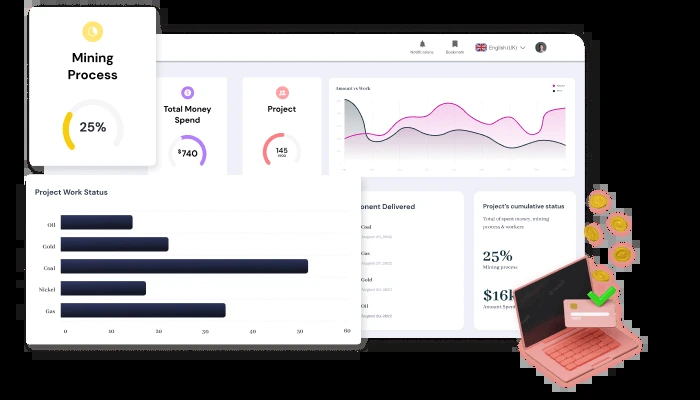 Mining
Process
25%
Notifications
Bookmark
English (UK)
Total Money
Spend
$740
Project
145
Amount vs Work
Project Work Status
Oil
Gold
Coal
Nickel
Gas
0
10
20
30
40
50
60
onent Delivered
Coal
Coal
Gold
Oil
Project's cumulative status
Total of spent money, mining
process & workers
25%
Mining process
$16k
Amount Spend